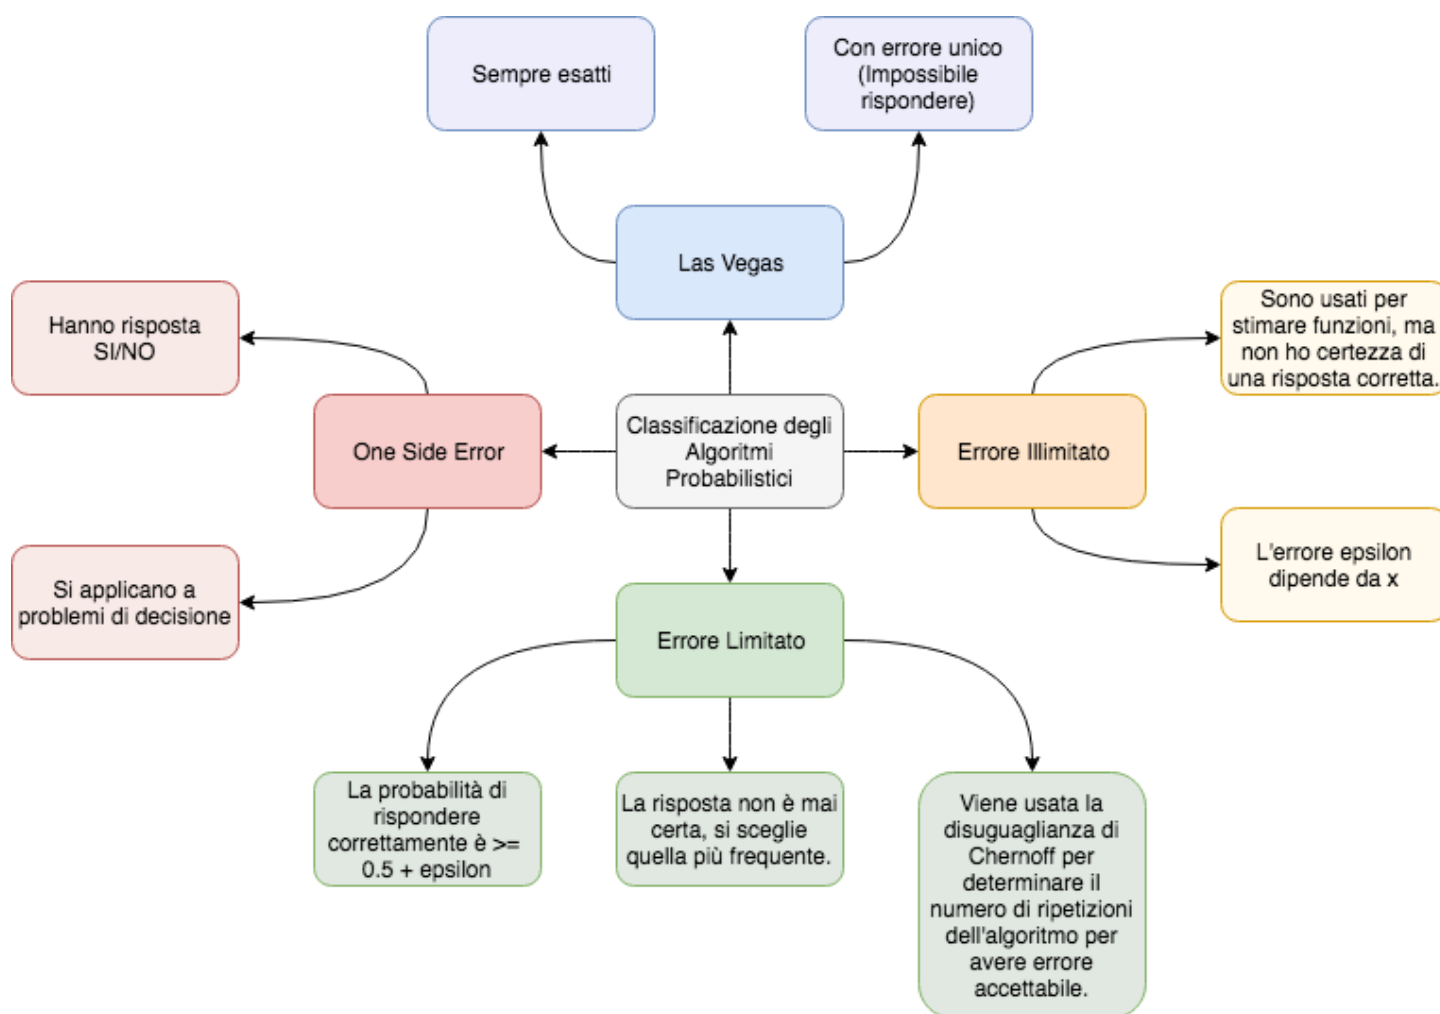 Sempre esatti
Con errore unico
(Impossibile
rispondere)
Las Vegas
Hanno risposta
SI/NO
Sono usati per
stimare funzioni, ma
non ho certezza di
una risposta corretta.
One Side Error
Classificazione degli
Algoritmi
Probabilistici
Errore Illimitato
Si applicano a
problemi di decisione
L'errore epsilon
dipende da x
Errore Limitato
La probabilità di
rispondere
correttamente è >=
0.5 + epsilon
La risposta non è mai
certa, si sceglie
quella più frequente.
Viene usata la
disuguaglianza di
Chernoff per
determinare il
numero di ripetizioni
dell'algoritmo per
avere errore
accettabile.